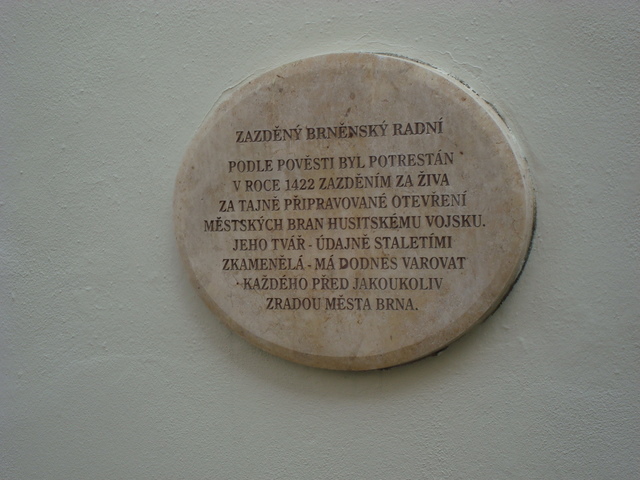 ZAZDĚNÝ BRNĚNSKÝ RADNÍ
PODLE POVĚSTI BYL POTRESTÁN
V ROCE 1422 ZAZDĚNÍM ZA ŽIVA
ZA TAJNĚ PŘIPRAVOVANÉ OTEVŘENÍ
MĚSTSKÝCH BRAN HUSITSKÉMU VOJSKU.
JEHO TVÁŘ - ÚDAJNĚ STALETÍMI
ZKAMENĚLÁ - MÁ DODNES VAROVAT
KAŽDÉHO PŘED JAKOUKOLIV
ZRADOU MĚSTA BRNA.